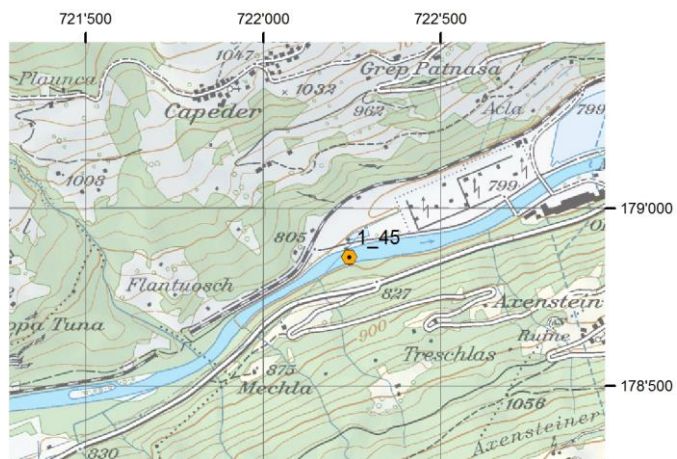 721'500 722'000 722'500
1047
Plaunca
Grep Patnasa
1032
Capeder
962
Acla
799
1008
799
179'000
805
1_45
Flantuosch
827
Axenstein
900
Ruine
Treschlas
875
Mechla
178'500
1056
Axensteiner
830